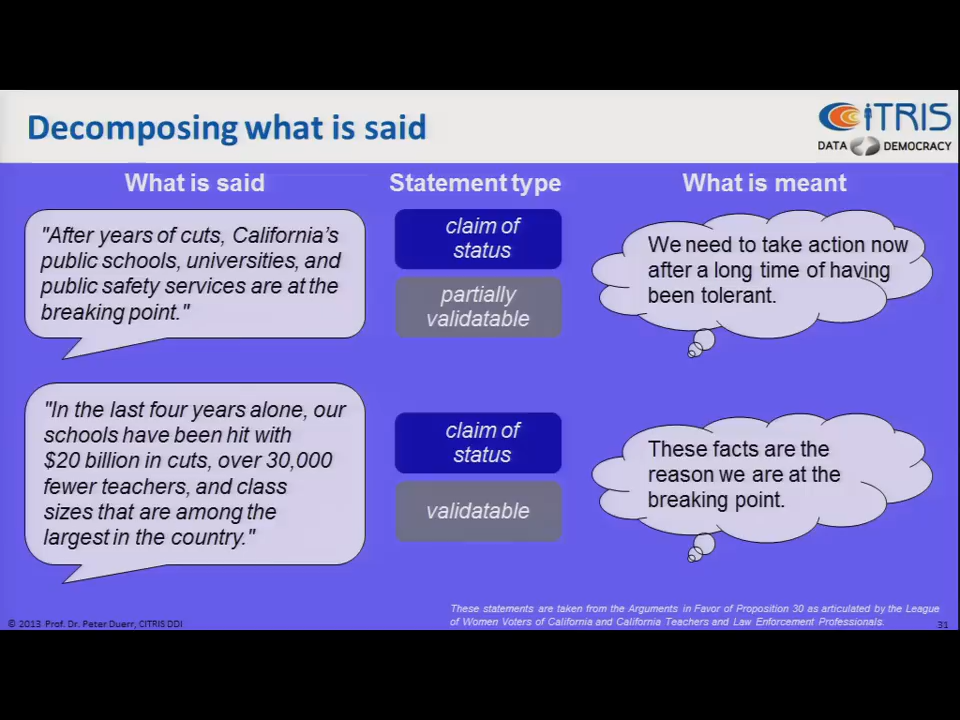 Decomposing what is said
CiTRIS
DATA DEMOCRACY
What is said
Statement type
What is meant
"After years of cuts, California's
public schools, universities, and
public safety services are at the
breaking point."
claim of
status
partially
validatable
We need to take action now
after a long time of having
been tolerant.
"In the last four years alone, our
schools have been hit with
$20 billion in cuts, over 30,000
fewer teachers, and class
sizes that are among the
largest in the country."
claim of
status
validatable
These facts are the
reason we are at the
breaking point.
These statements are taken from the Arguments in Favor of Proposition 30 as articulated by the League
of Women Voters of California and California Teachers and Law Enforcement Professionals.
© 2013 Prof. Dr. Peter Duerr, CITRIS DDI
31